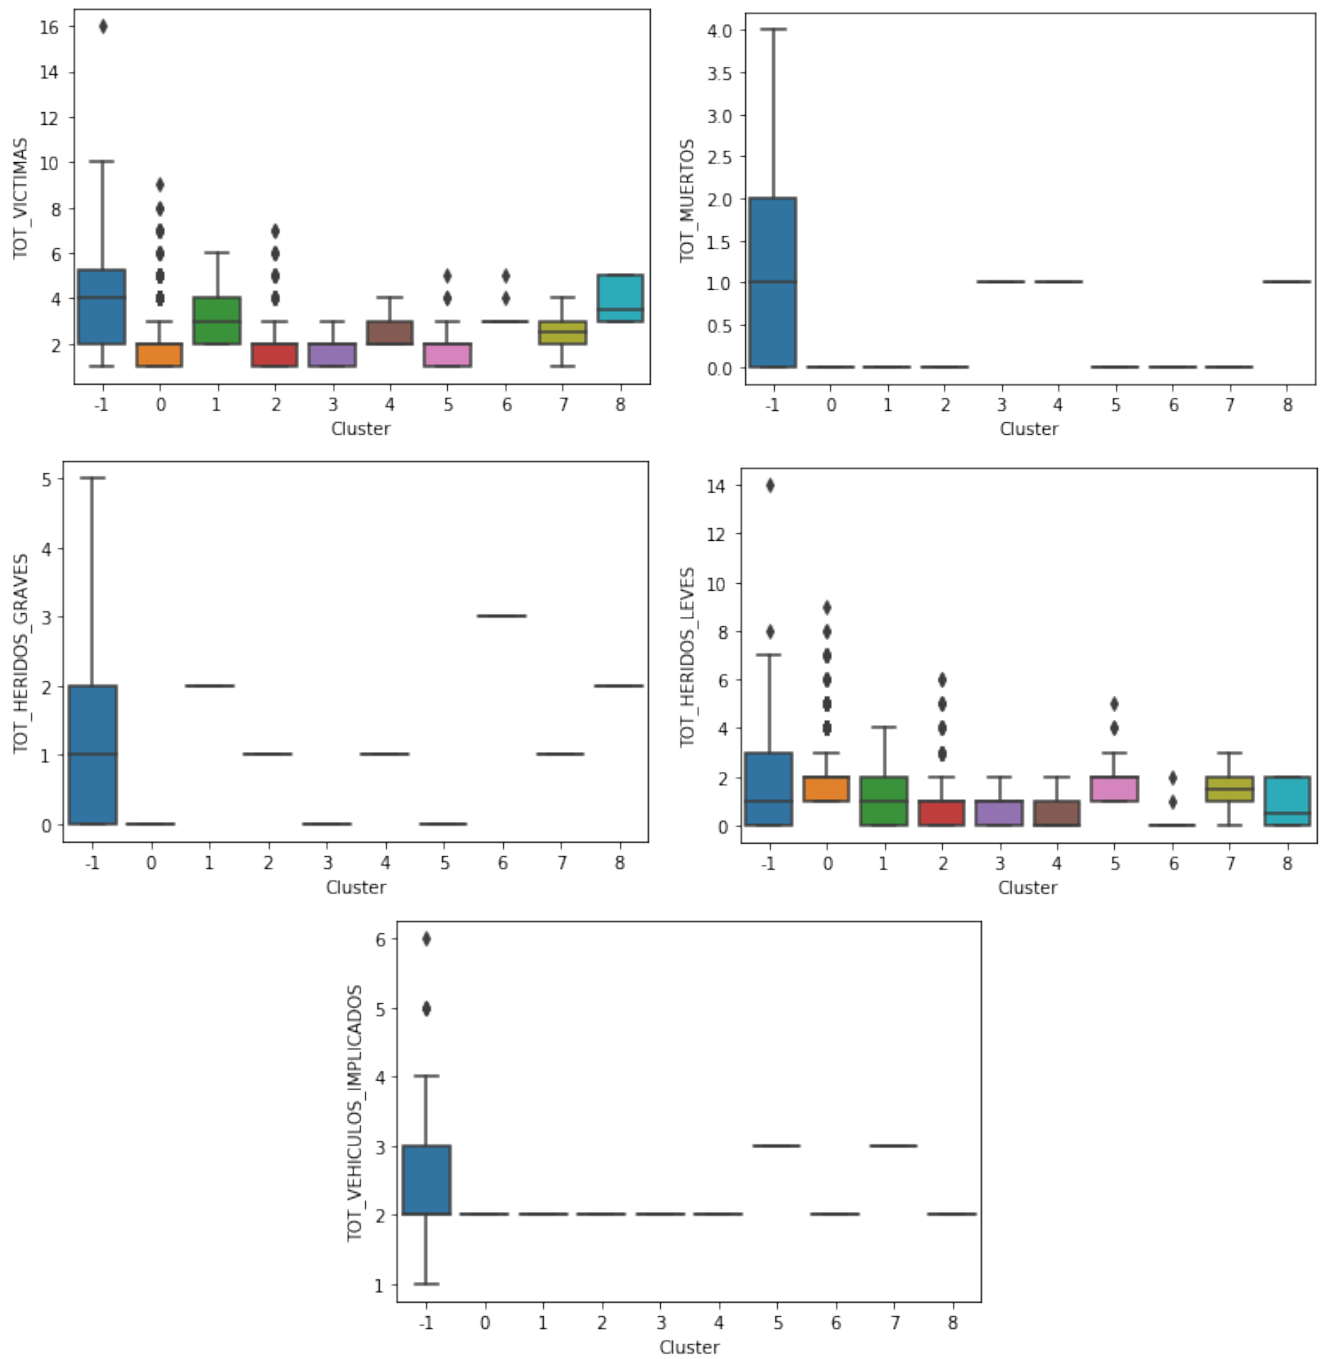 TOT_VICTIMAS
16
14
12
10
8
6
4
2
-1 0 1 2 3 4 5 6 7 8
Cluster
TOT_MUERTOS
4.0
3.5
3.0
2.5
2.0
1.5
1.0
0.5
0.0
-1 0 1 2 3 4 5 6 7 8
Cluster
TOT_HERIDOS_GRAVES
5
4
3
2
1
0
-1 0 1 2 3 4 5 6 7 8
Cluster
TOT_HERIDOS_LEVES
14
12
10
8
6
4
2
0
-1 0 1 2 3 4 5 6 7 8
Cluster
TOT_VEHICULOS_IMPLICADOS
6
5
4
3
2
1
-1 0 1 2 3 4 5 6 7 8
Cluster